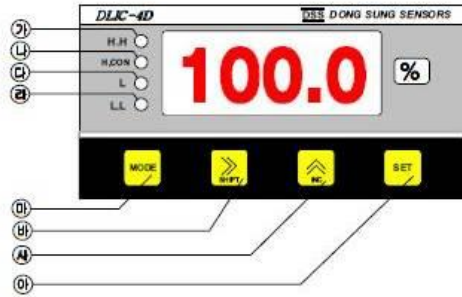 DLIC-4D DSS DONG SUNG SENSORS
㉮ H.H
㉯ H,CON
㉰ L
㉱ L.L
100.0 %
MODE SHIFT INC SET
㉲
㉳
㉴
㉵